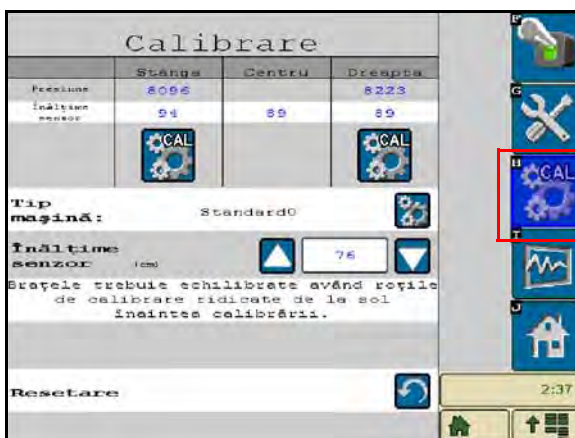 Calibrare
Stânga Centru Dreapta
Presiune 8096 8223
Înălțime senzor 94 89 89
CAL CAL
Tip mașină: Standard0
Înălțime senzor (cm) 76
Brațele trebuie echilibrate având roțile
de calibrare ridicate de la sol
înaintea calibrării.
Resetare
F
G
H
CAL
I
J
2:37